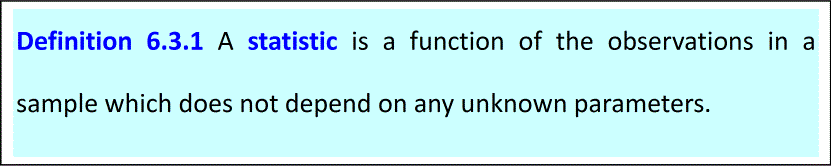 Definition 6.3.1 A statistic is a function of the observations in a
sample which does not depend on any unknown parameters.